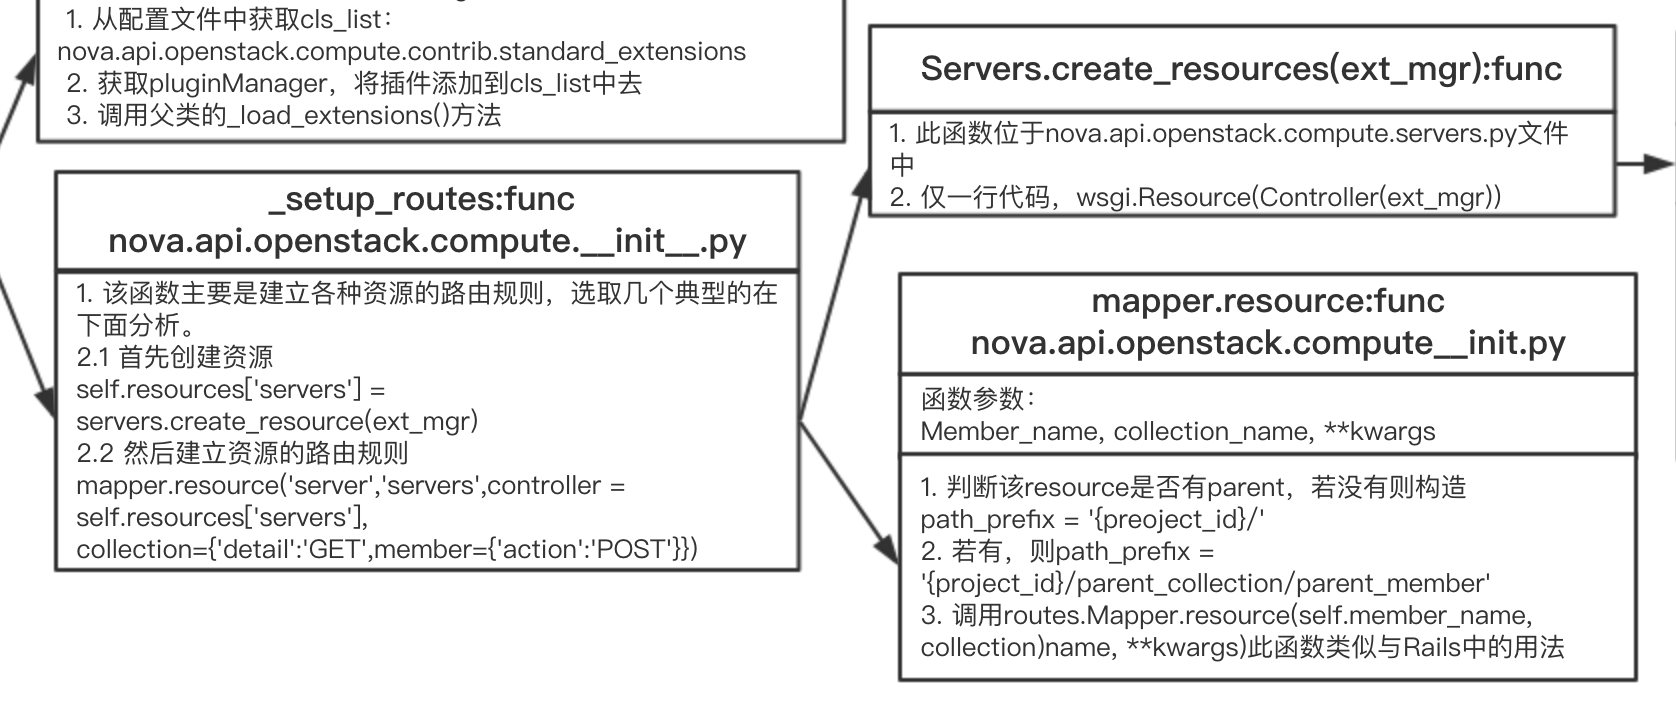 1. 从配置文件中获取cls_list：
nova.api.openstack.compute.contrib.standard_extensions
2. 获取pluginManager，将插件添加到cls_list中去
3. 调用父类的_load_extensions()方法
_setup_routes:func
nova.api.openstack.compute.__init__.py
1. 该函数主要是建立各种资源的路由规则，选取几个典型的在
下面分析。
2.1 首先创建资源
self.resources['servers'] =
servers.create_resource(ext_mgr)
2.2 然后建立资源的路由规则
mapper.resource('server','servers',controller =
self.resources['servers'],
collection={'detail':'GET',member={'action':'POST'}})
Servers.create_resources(ext_mgr):func
1. 此函数位于nova.api.openstack.compute.servers.py文件
中
2. 仅一行代码，wsgi.Resource(Controller(ext_mgr))
mapper.resource:func
nova.api.openstack.compute__init.py
函数参数：
Member_name, collection_name, **kwargs
1. 判断该resource是否有parent，若没有则构造
path_prefix = '{preoject_id}/'
2. 若有，则path_prefix =
'{project_id}/parent_collection/parent_member'
3. 调用routes.Mapper.resource(self.member_name,
collection)name, **kwargs)此函数类似与Rails中的用法